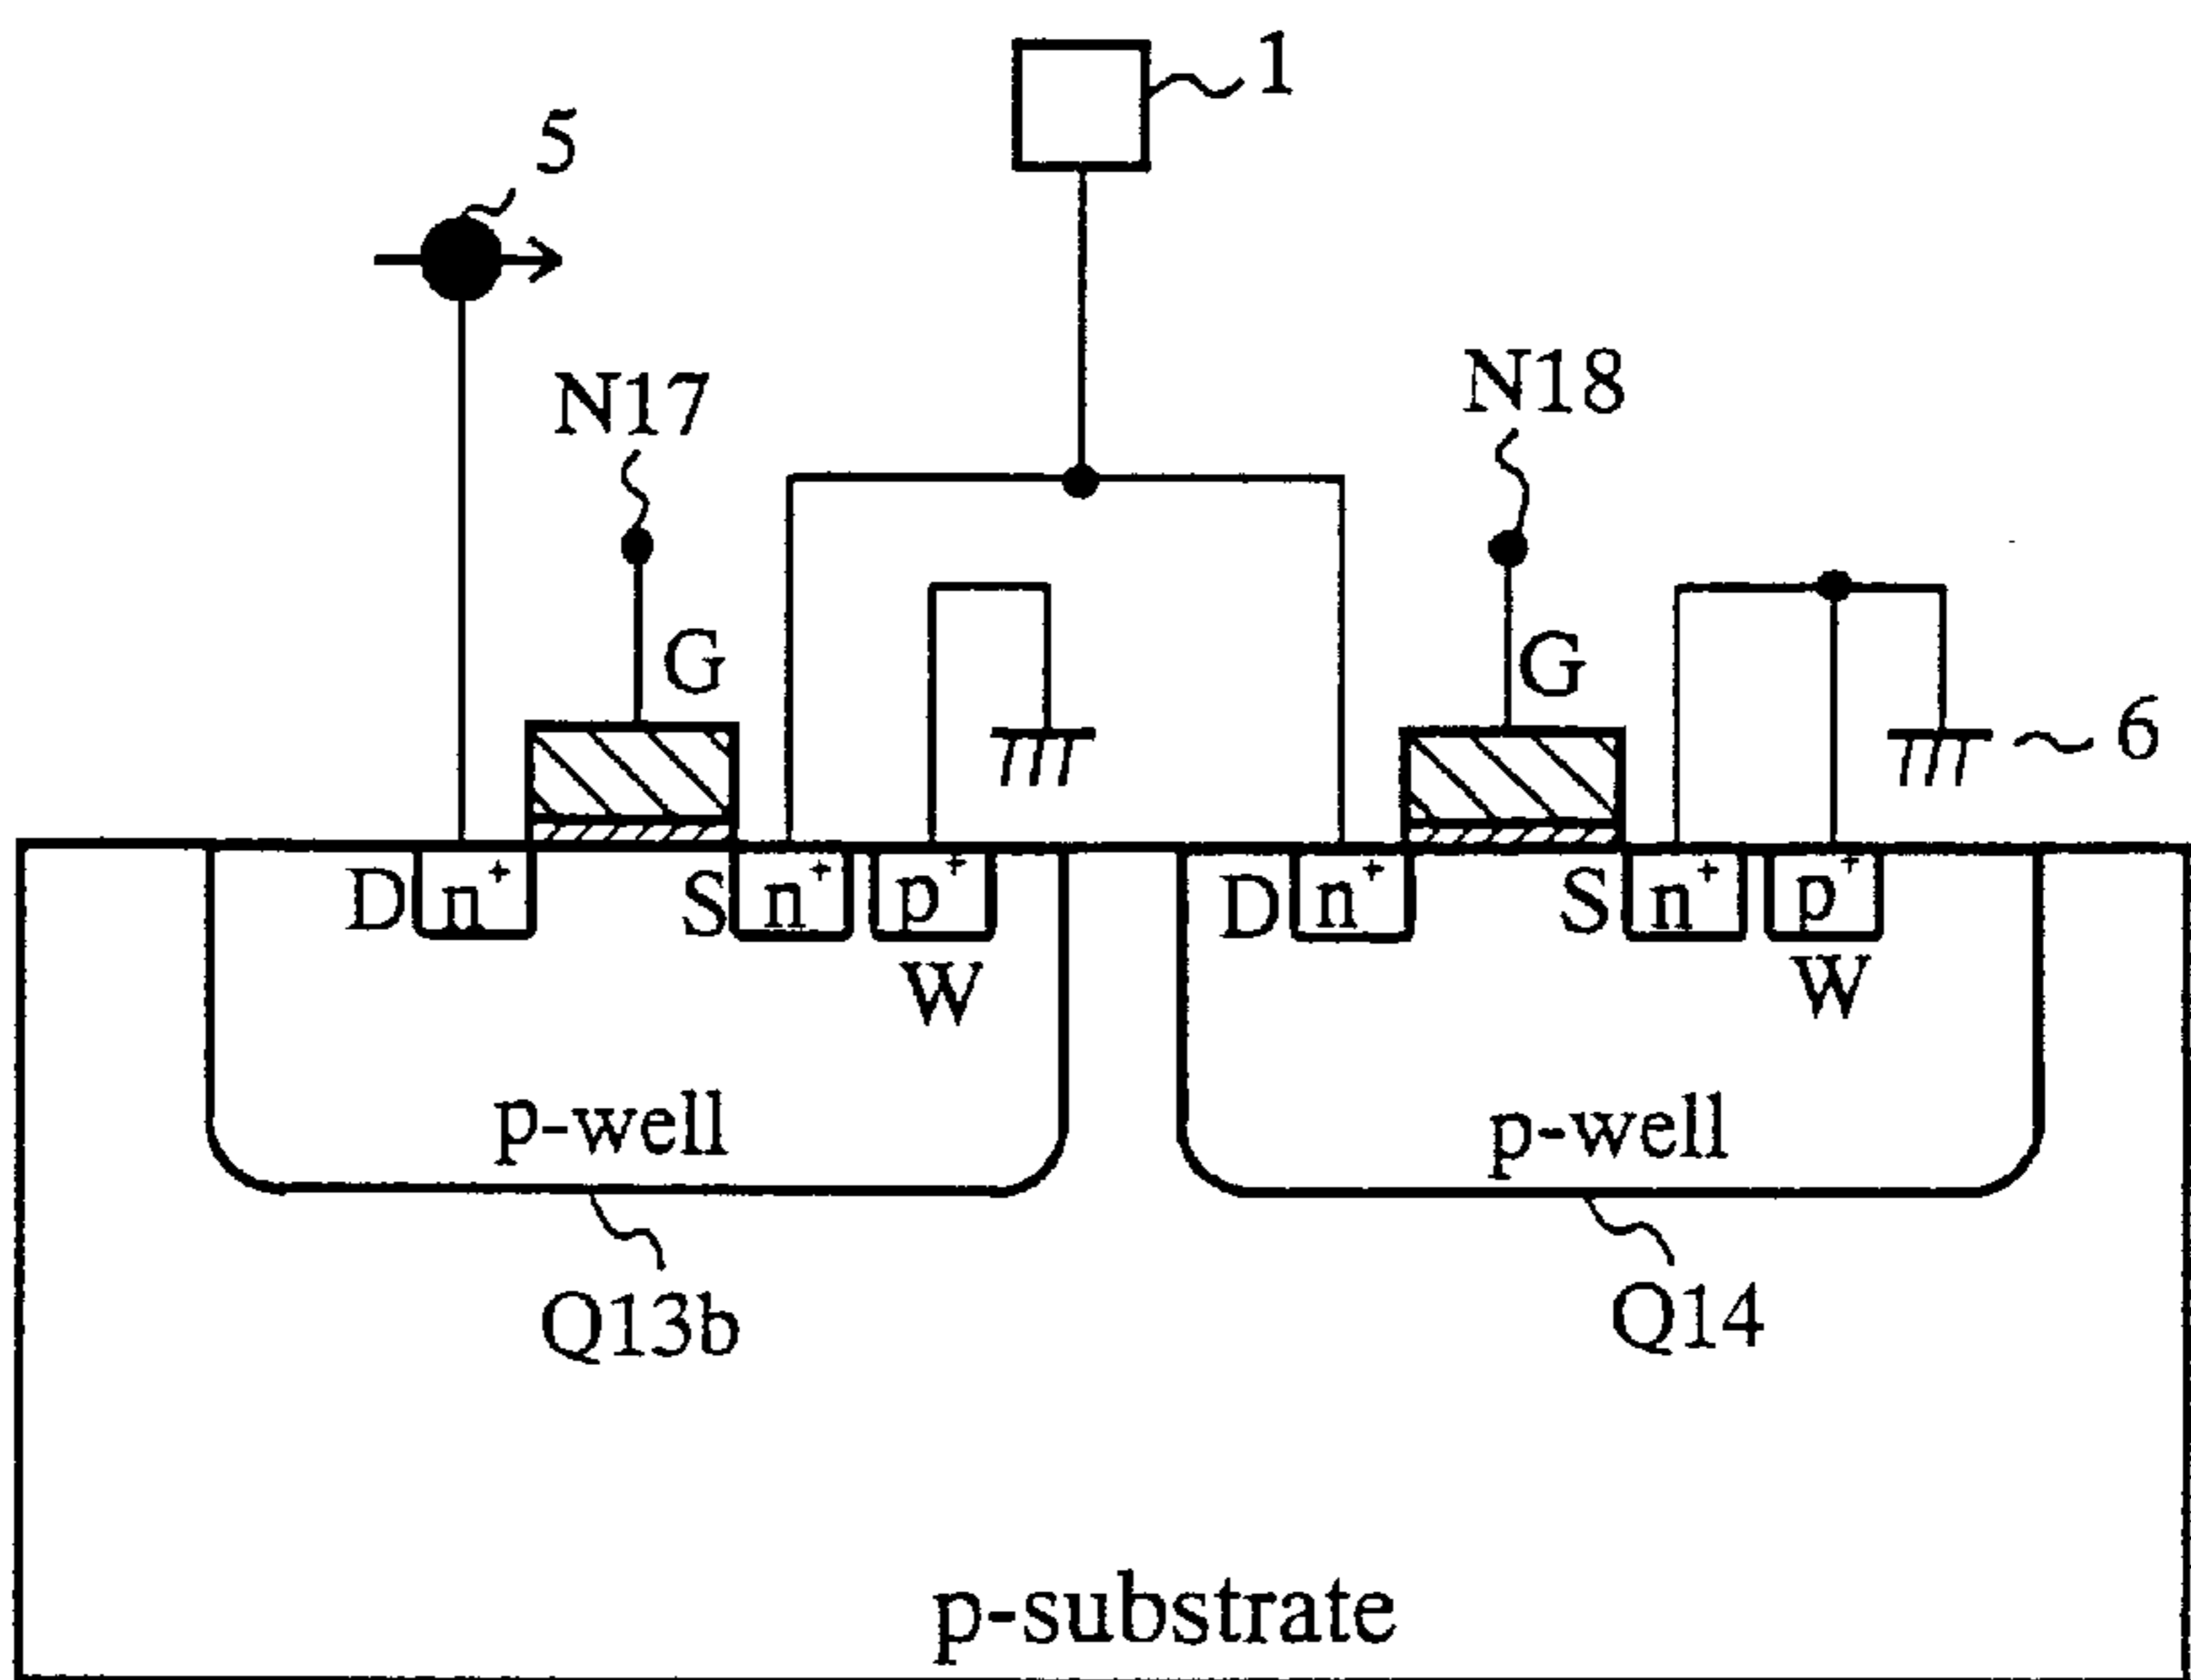 1
5
N17
N18
G
G
6
D n⁺ S n⁺ p⁺ D n⁺ S n⁺ p⁺
W W
p-well p-well
Q13b Q14
p-substrate